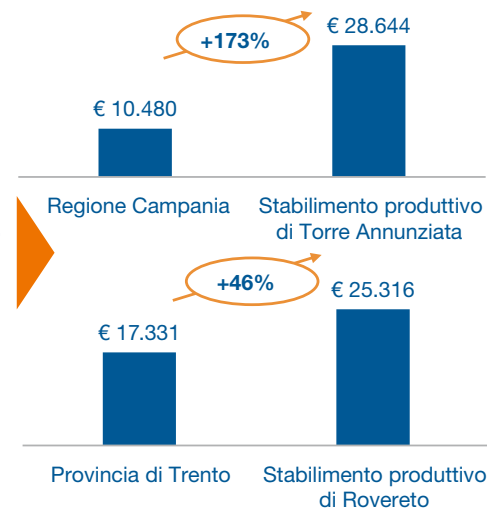 € 28.644
+173%
€ 10.480
Regione Campania
Stabilimento produttivo
di Torre Annunziata
+46%
€ 25.316
€ 17.331
Provincia di Trento
Stabilimento produttivo
di Rovereto